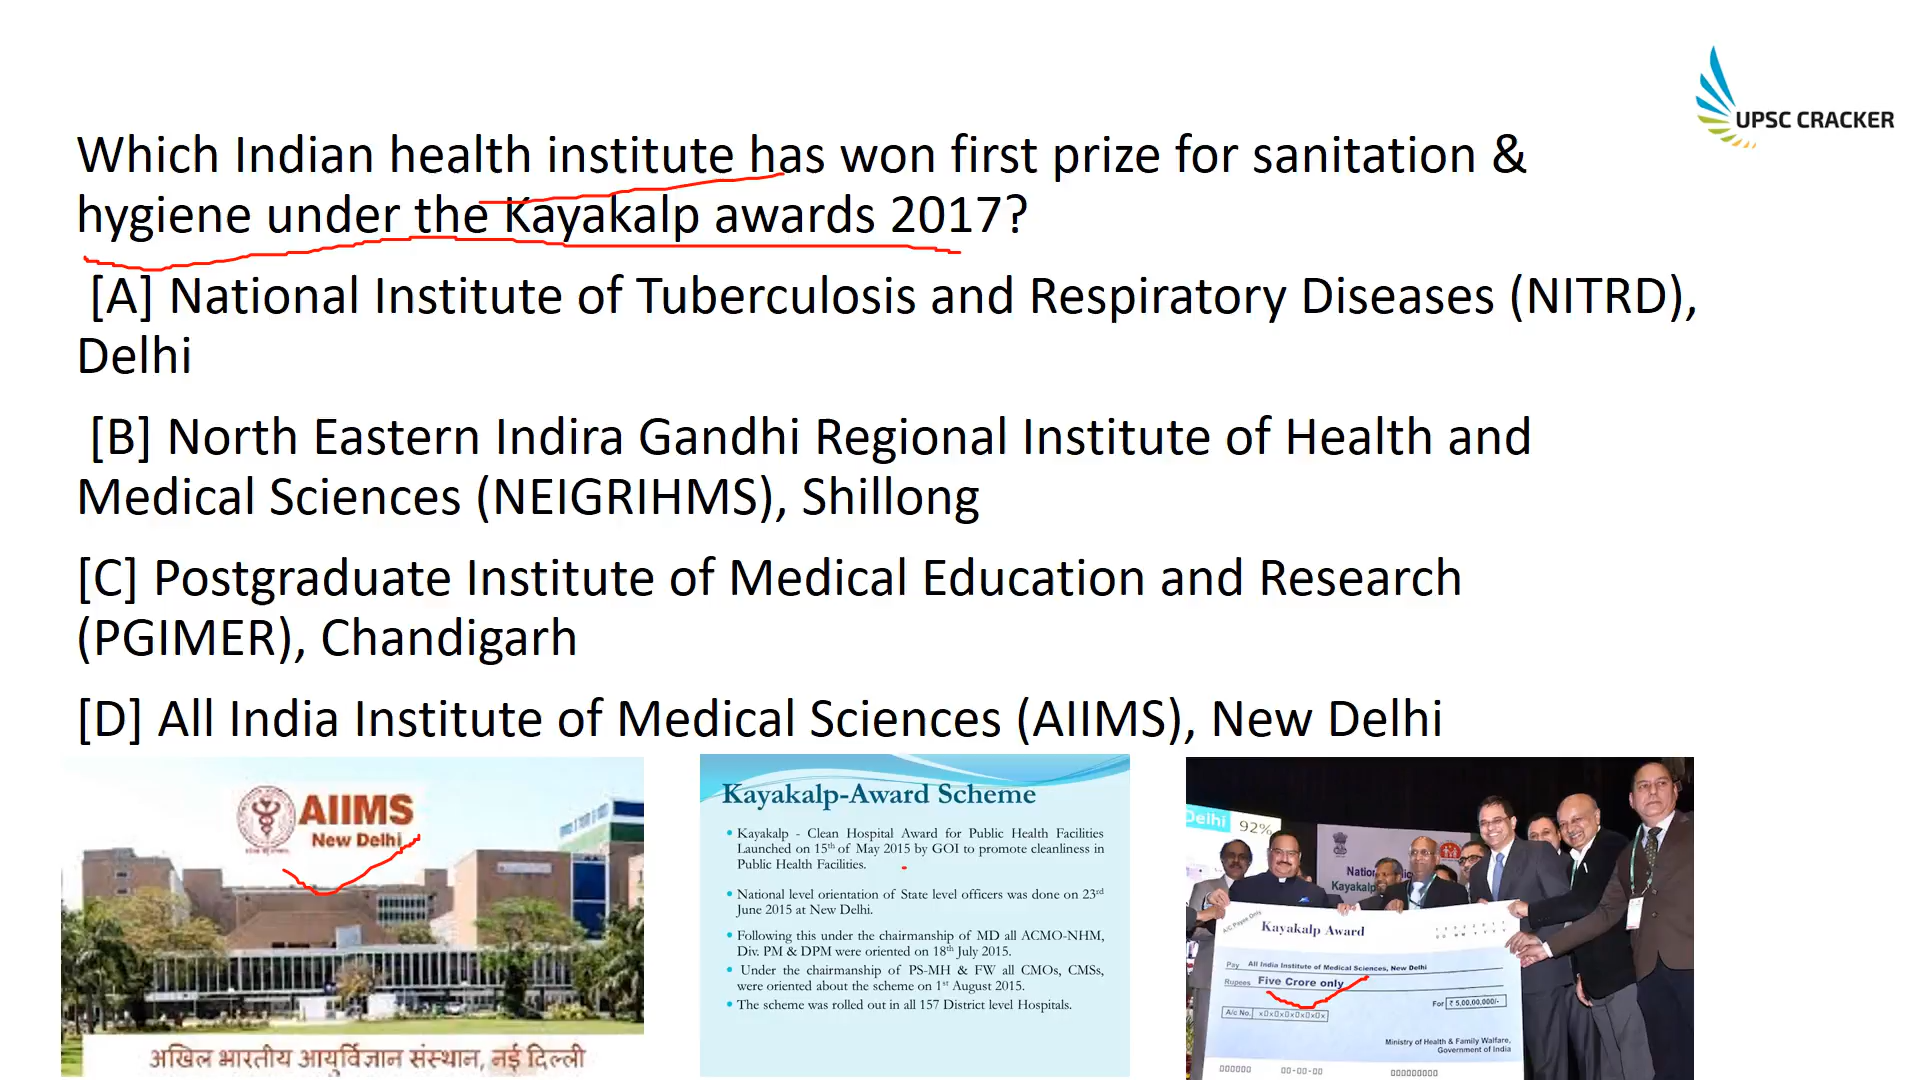 UPSC CRACKER
Which Indian health institute has won first prize for sanitation &
hygiene under the Kayakalp awards 2017?
[A] National Institute of Tuberculosis and Respiratory Diseases (NITRD),
Delhi
[B] North Eastern Indira Gandhi Regional Institute of Health and
Medical Sciences (NEIGRIHMS), Shillong
[C] Postgraduate Institute of Medical Education and Research
(PGIMER), Chandigarh
[D] All India Institute of Medical Sciences (AIIMS), New Delhi
AIIMS
New Delhi
अखिल भारतीय आयुर्विज्ञान संस्थान, नई दिल्ली
Kayakalp-Award Scheme
• Kayakalp - Clean Hospital Award for Public Health Facilities
Launched on 15th of May 2015 by GOI to promote cleanliness in
Public Health Facilities.
• National level orientation of State level officers was done on 23rd
June 2015 at New Delhi.
• Following this under the chairmanship of MD all ACMO-NHM,
Div. PM & DPM were oriented on 18th July 2015.
• Under the chairmanship of PS-MH & FW all CMOs, CMSs,
were oriented about the scheme on 1st August 2015.
• The scheme was rolled out in all 157 District level Hospitals.
Delhi 92%
Kayakalp
A/c Payee Only
Kayakalp Award
Pay All India Institute of Medical Sciences, New Delhi
Rupees Five Crore only
For ₹ 5,00,00,000/-
A/c No.
Ministry of Health & Family Welfare,
Government of India